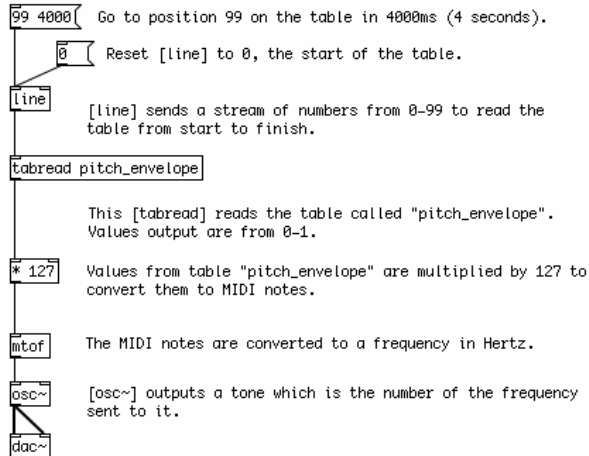 99 4000 Go to position 99 on the table in 4000ms (4 seconds).
0 Reset [line] to 0, the start of the table.
line
[line] sends a stream of numbers from 0-99 to read the
table from start to finish.
tabread pitch_envelope
This [tabread] reads the table called "pitch_envelope".
Values output are from 0-1.
* 127 Values from table "pitch_envelope" are multiplied by 127 to
convert them to MIDI notes.
mtof The MIDI notes are converted to a frequency in Hertz.
osc~ [osc~] outputs a tone which is the number of the frequency
sent to it.
dac~